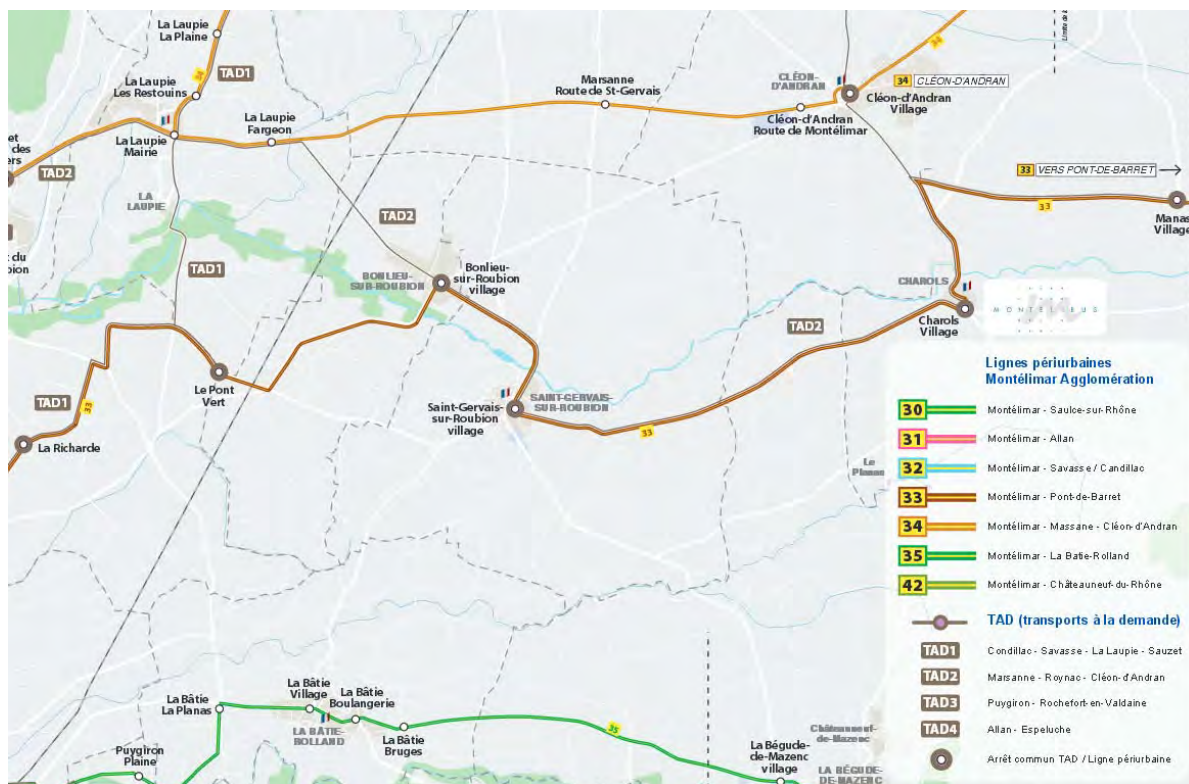 La Laupie
La Plaine
34
TAD1
La Laupie
Les Restouins
La Laupie
Fargeon
La Laupie
Mairie
TAD2
LA
LAUPIE
TAD1
Marsanne
Route de St-Gervais
CLÉON-
D'ANDRAN
34
34 CLÉON-D'ANDRAN
Cléon-d'Andran
Village
Cléon-d'Andran
Route de Montélimar
33 VERS PONT-DE-BARRET
33
Manas
Village
TAD2
BONLIEU-
SUR-ROUBION
Bonlieu-
sur-Roubion
village
CHAROLS
Charols
Village
MONTÉLIBUS
TAD2
Le Pont
Vert
TAD1
33
La Richarde
Saint-Gervais-
sur-Roubion
village
SAINT-GERVAIS-
SUR-ROUBION
33
Le
Planas
Lignes périurbaines
Montélimar Agglomération
30 Montélimar - Saulce-sur-Rhône
31 Montélimar - Allan
32 Montélimar - Savasse / Candillac
33 Montélimar - Pont-de-Barret
34 Montélimar - Massane - Cléon-d'Andran
35 Montélimar - La Batie-Rolland
42 Montélimar - Châteauneuf-du-Rhône
TAD (transports à la demande)
TAD1 Condillac - Savasse - La Laupie - Sauzet
TAD2 Marsanne - Roynac - Cléon-d'Andran
TAD3 Puygiron - Rochefort-en-Valdaine
TAD4 Allan - Espeluche
Arrêt commun TAD / Ligne périurbaine
La Bâtie
La Planas
La Bâtie
Village
La Bâtie
Boulangerie
LA BÂTIE-
ROLLAND
La Bâtie
Bruges
35
Puygiron
Plaine
La Bégude-
de-Mazenc
village
Châteauneuf-
de-Mazenc
LA BÉGUDE-
DE-MAZENC